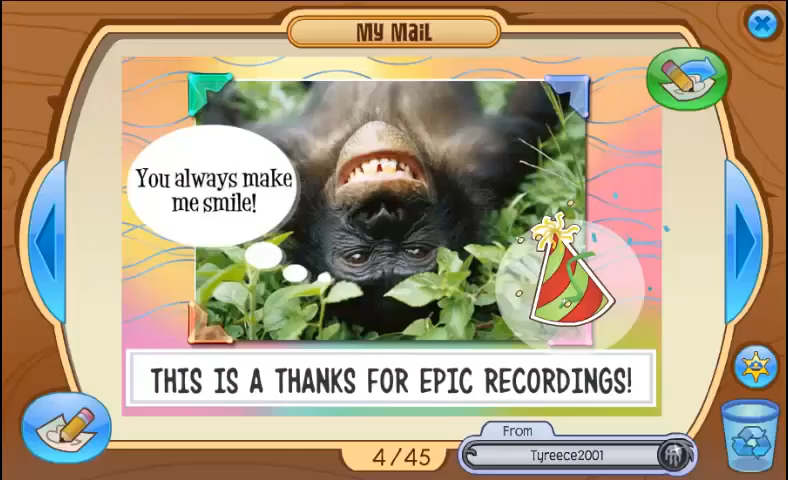 My Mail
You always make
me smile!
THIS IS A THANKS FOR EPIC RECORDINGS!
4/45
From
Tyreece2001